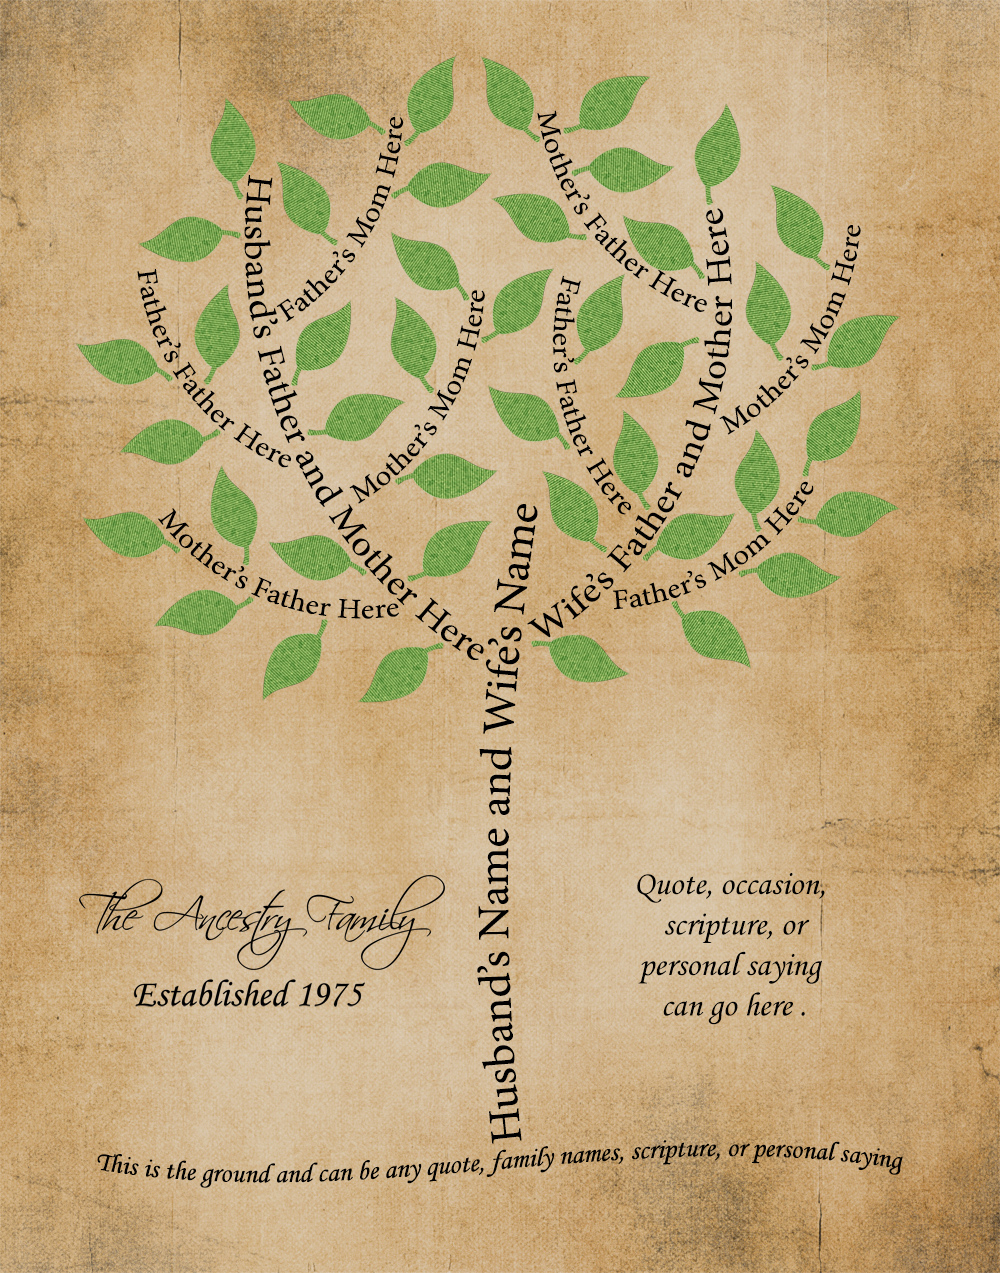 Mother's Father Here
Father's Mom Here
Husband's Father and Mother Here
Wife's Father and Mother Here
Mother's Mom Here
Father's Father Here
Father's Father Here
Mother's Mom Here
Mother's Father Here
Father's Mom Here
Husband's Name and Wife's Name
The Ancestry Family
Established 1975
Quote, occasion,
scripture, or
personal saying
can go here .
This is the ground and can be any quote, family names, scripture, or personal saying